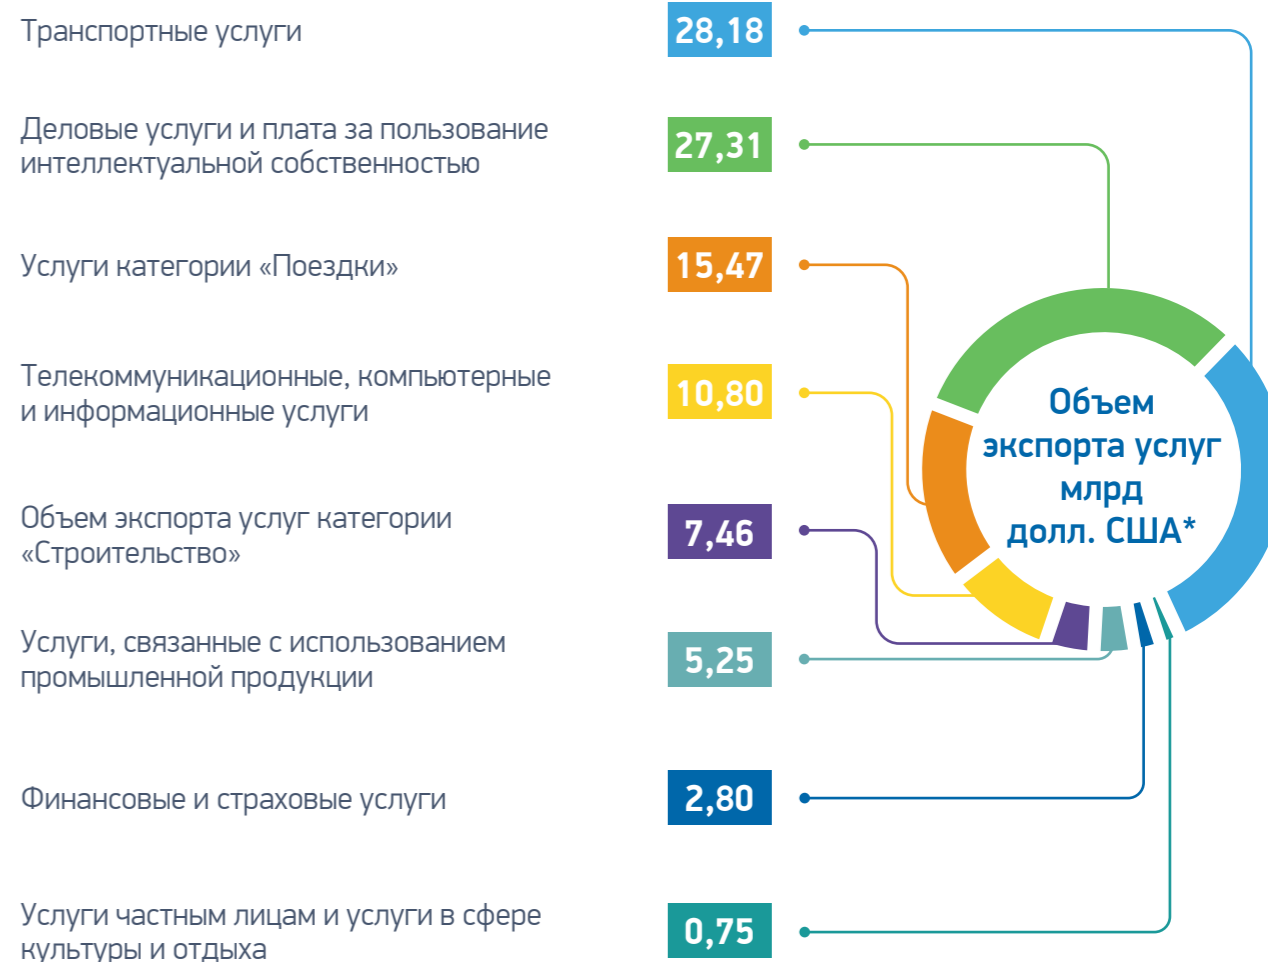 Транспортные услуги
28,18
Деловые услуги и плата за пользование
интеллектуальной собственностью
27,31
Услуги категории «Поездки»
15,47
Телекоммуникационные, компьютерные
и информационные услуги
10,80
Объем экспорта услуг категории
«Строительство»
7,46
Услуги, связанные с использованием
промышленной продукции
5,25
Финансовые и страховые услуги
2,80
Услуги частным лицам и услуги в сфере
культуры и отдыха
0,75
Объем
экспорта услуг
млрд
долл. США*